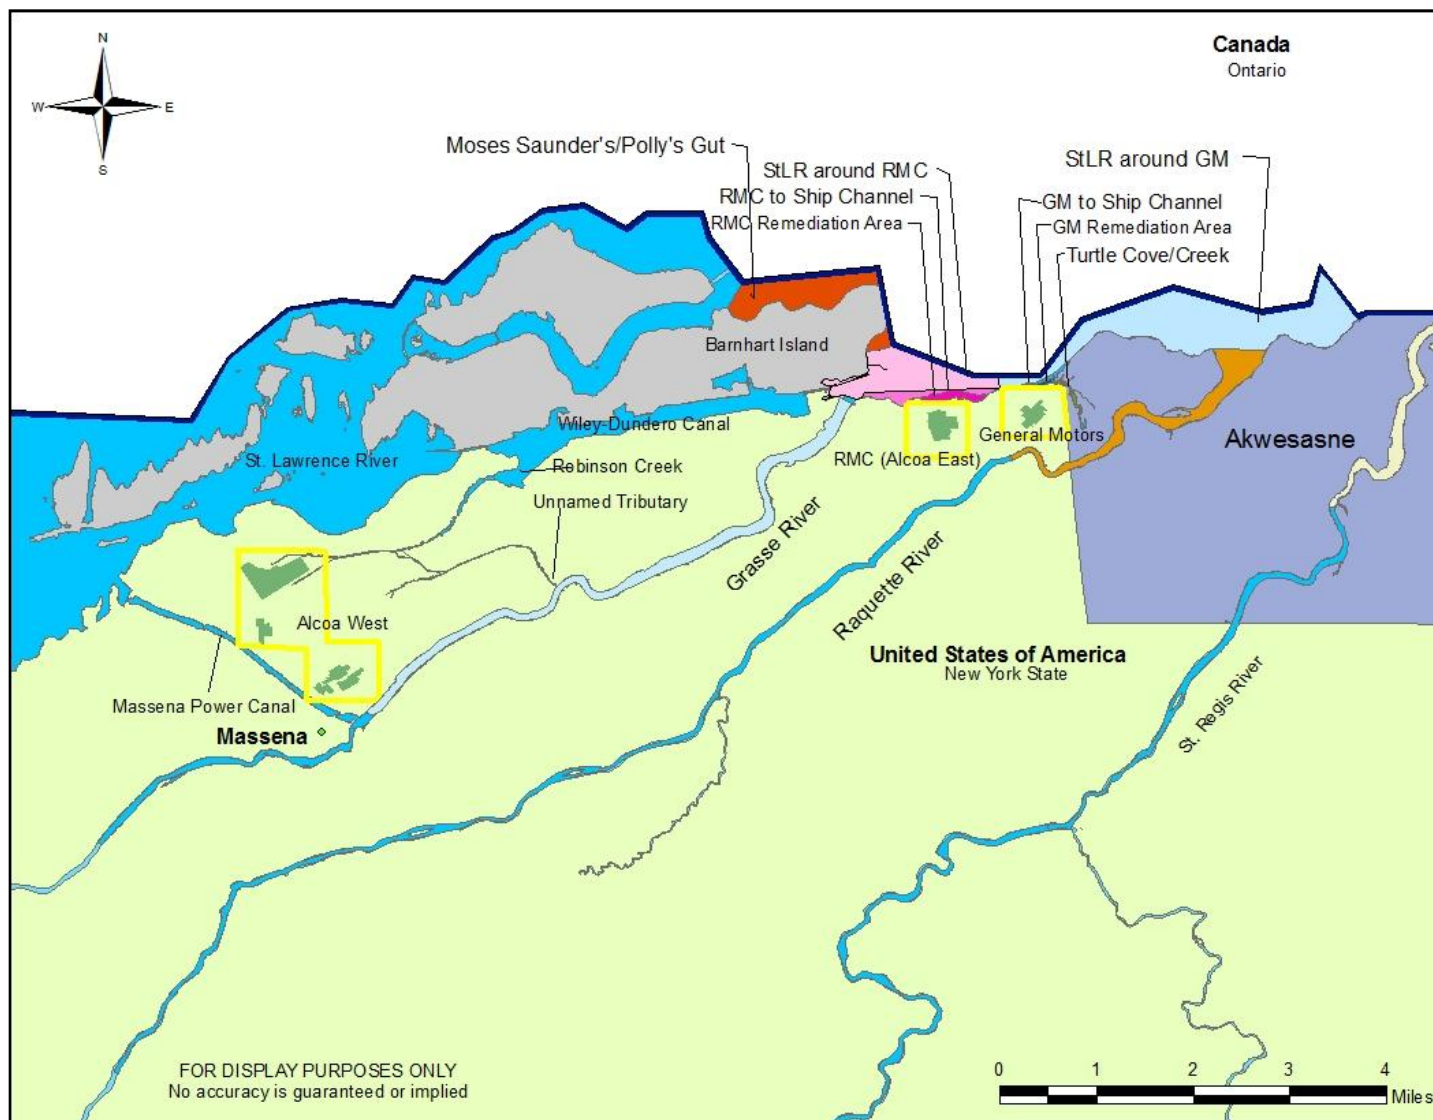 Canada
Ontario
N
W
E
S
Moses Saunder's/Polly's Gut
StLR around RMC
RMC to Ship Channel
RMC Remediation Area
StLR around GM
GM to Ship Channel
GM Remediation Area
Turtle Cove/Creek
Barnhart Island
Wiley-Dundero Canal
St. Lawrence River
Robinson Creek
Unnamed Tributary
General Motors
RMC (Alcoa East)
Akwesasne
Grasse River
Raquette River
Alcoa West
United States of America
New York State
St. Regis River
Massena Power Canal
Massena
FOR DISPLAY PURPOSES ONLY
No accuracy is guaranteed or implied
0 1 2 3 4
Miles